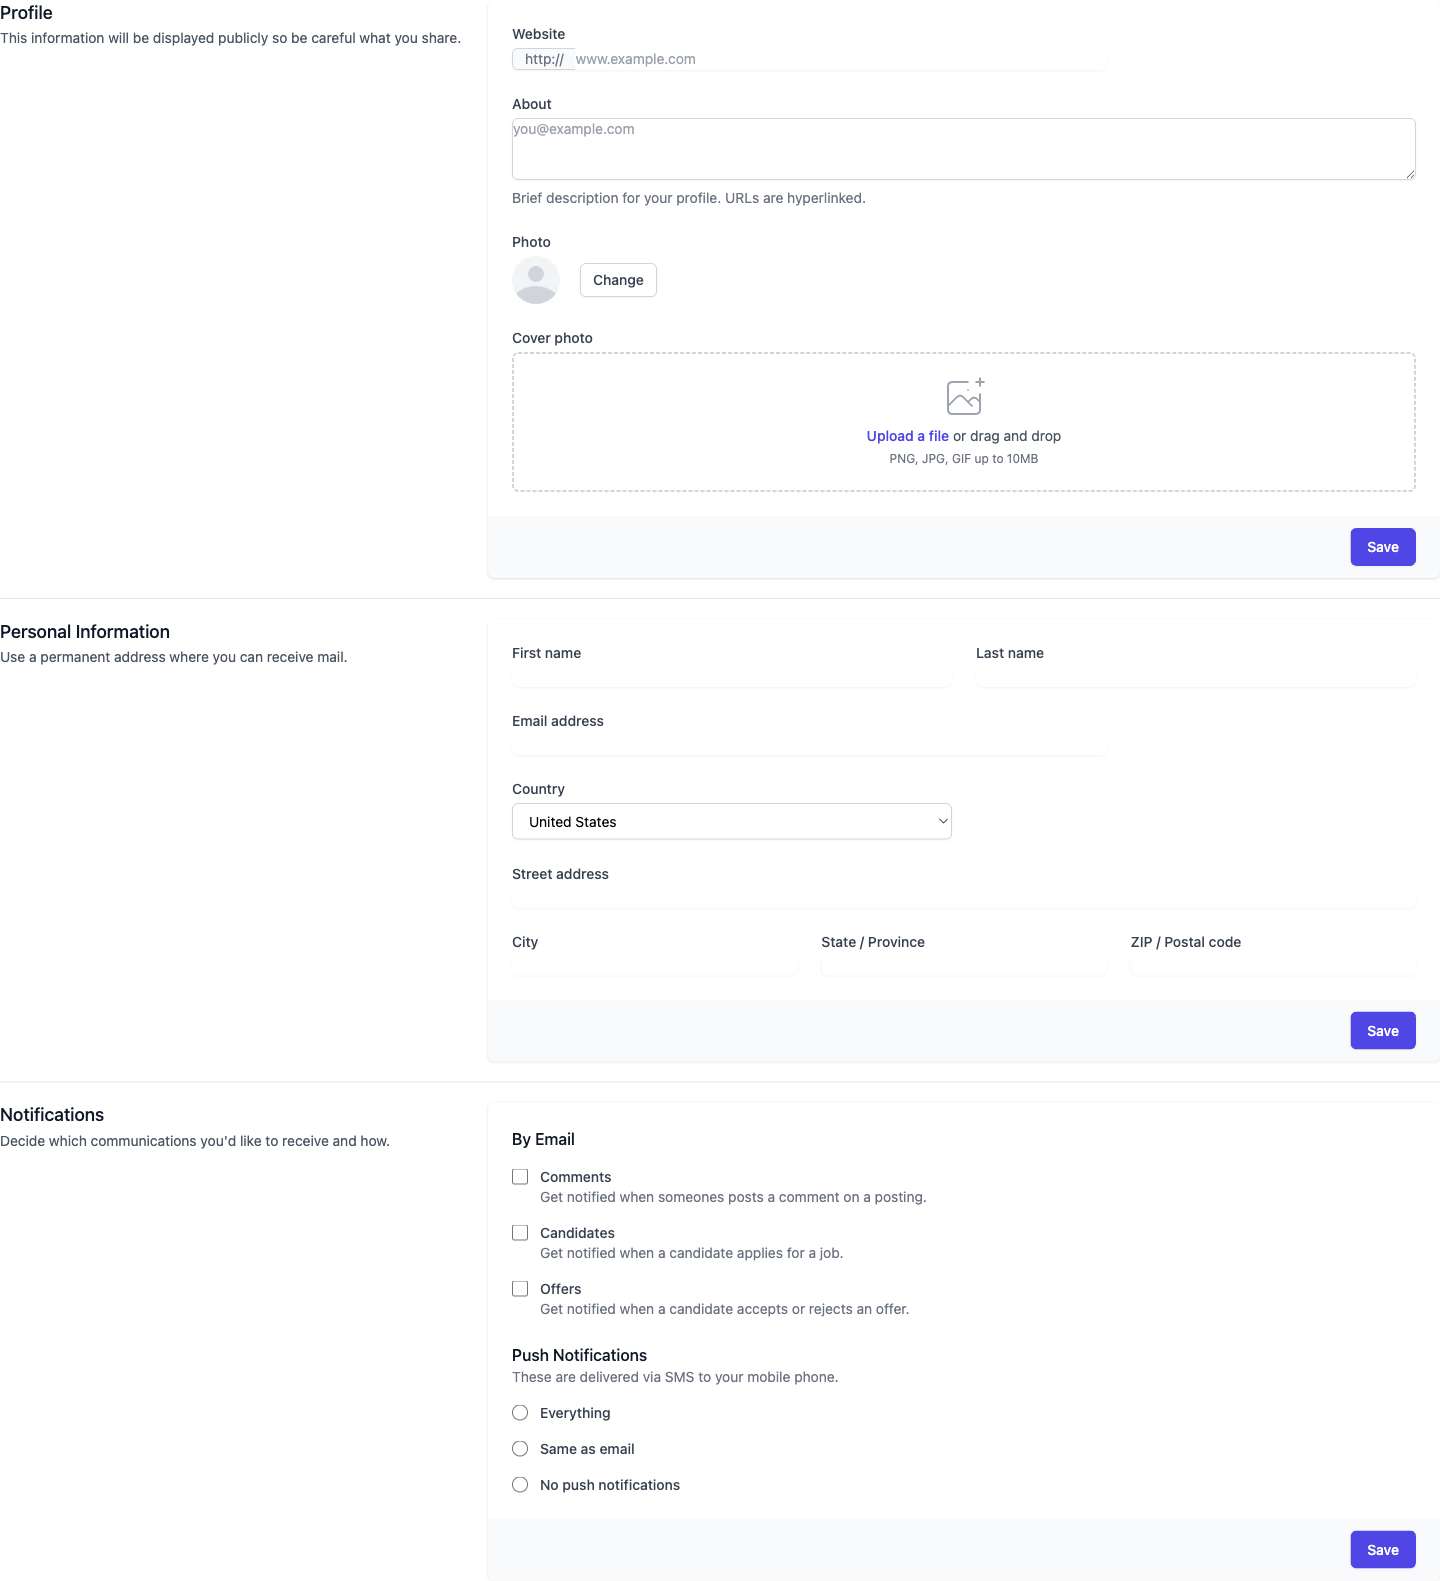 Profile
This information will be displayed publicly so be careful what you share.
Website
http://
www.example.com
About
you@example.com
Brief description for your profile. URLs are hyperlinked.
Photo
Change
Cover photo
Upload a file or drag and drop
PNG, JPG, GIF up to 10MB
Save
Personal Information
Use a permanent address where you can receive mail.
First name
Last name
Email address
Country
United States
Street address
City
State / Province
ZIP / Postal code
Save
Notifications
Decide which communications you'd like to receive and how.
By Email
Comments
Get notified when someones posts a comment on a posting.
Candidates
Get notified when a candidate applies for a job.
Offers
Get notified when a candidate accepts or rejects an offer.
Push Notifications
These are delivered via SMS to your mobile phone.
Everything
Same as email
No push notifications
Save